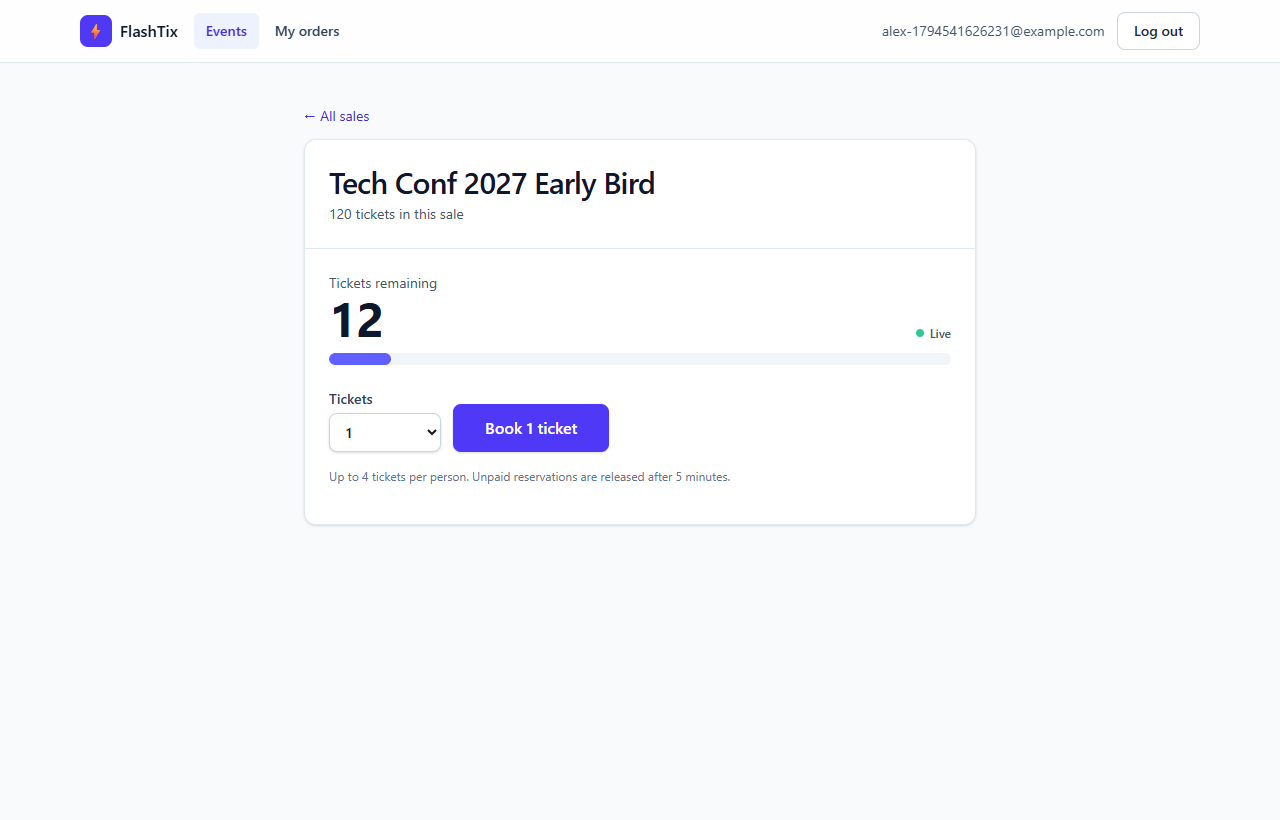 FlashTix Events My orders alex-1794541626231@example.com Log out
← All sales
Tech Conf 2027 Early Bird
120 tickets in this sale
Tickets remaining
12
Live
Tickets
1 Book 1 ticket
Up to 4 tickets per person. Unpaid reservations are released after 5 minutes.